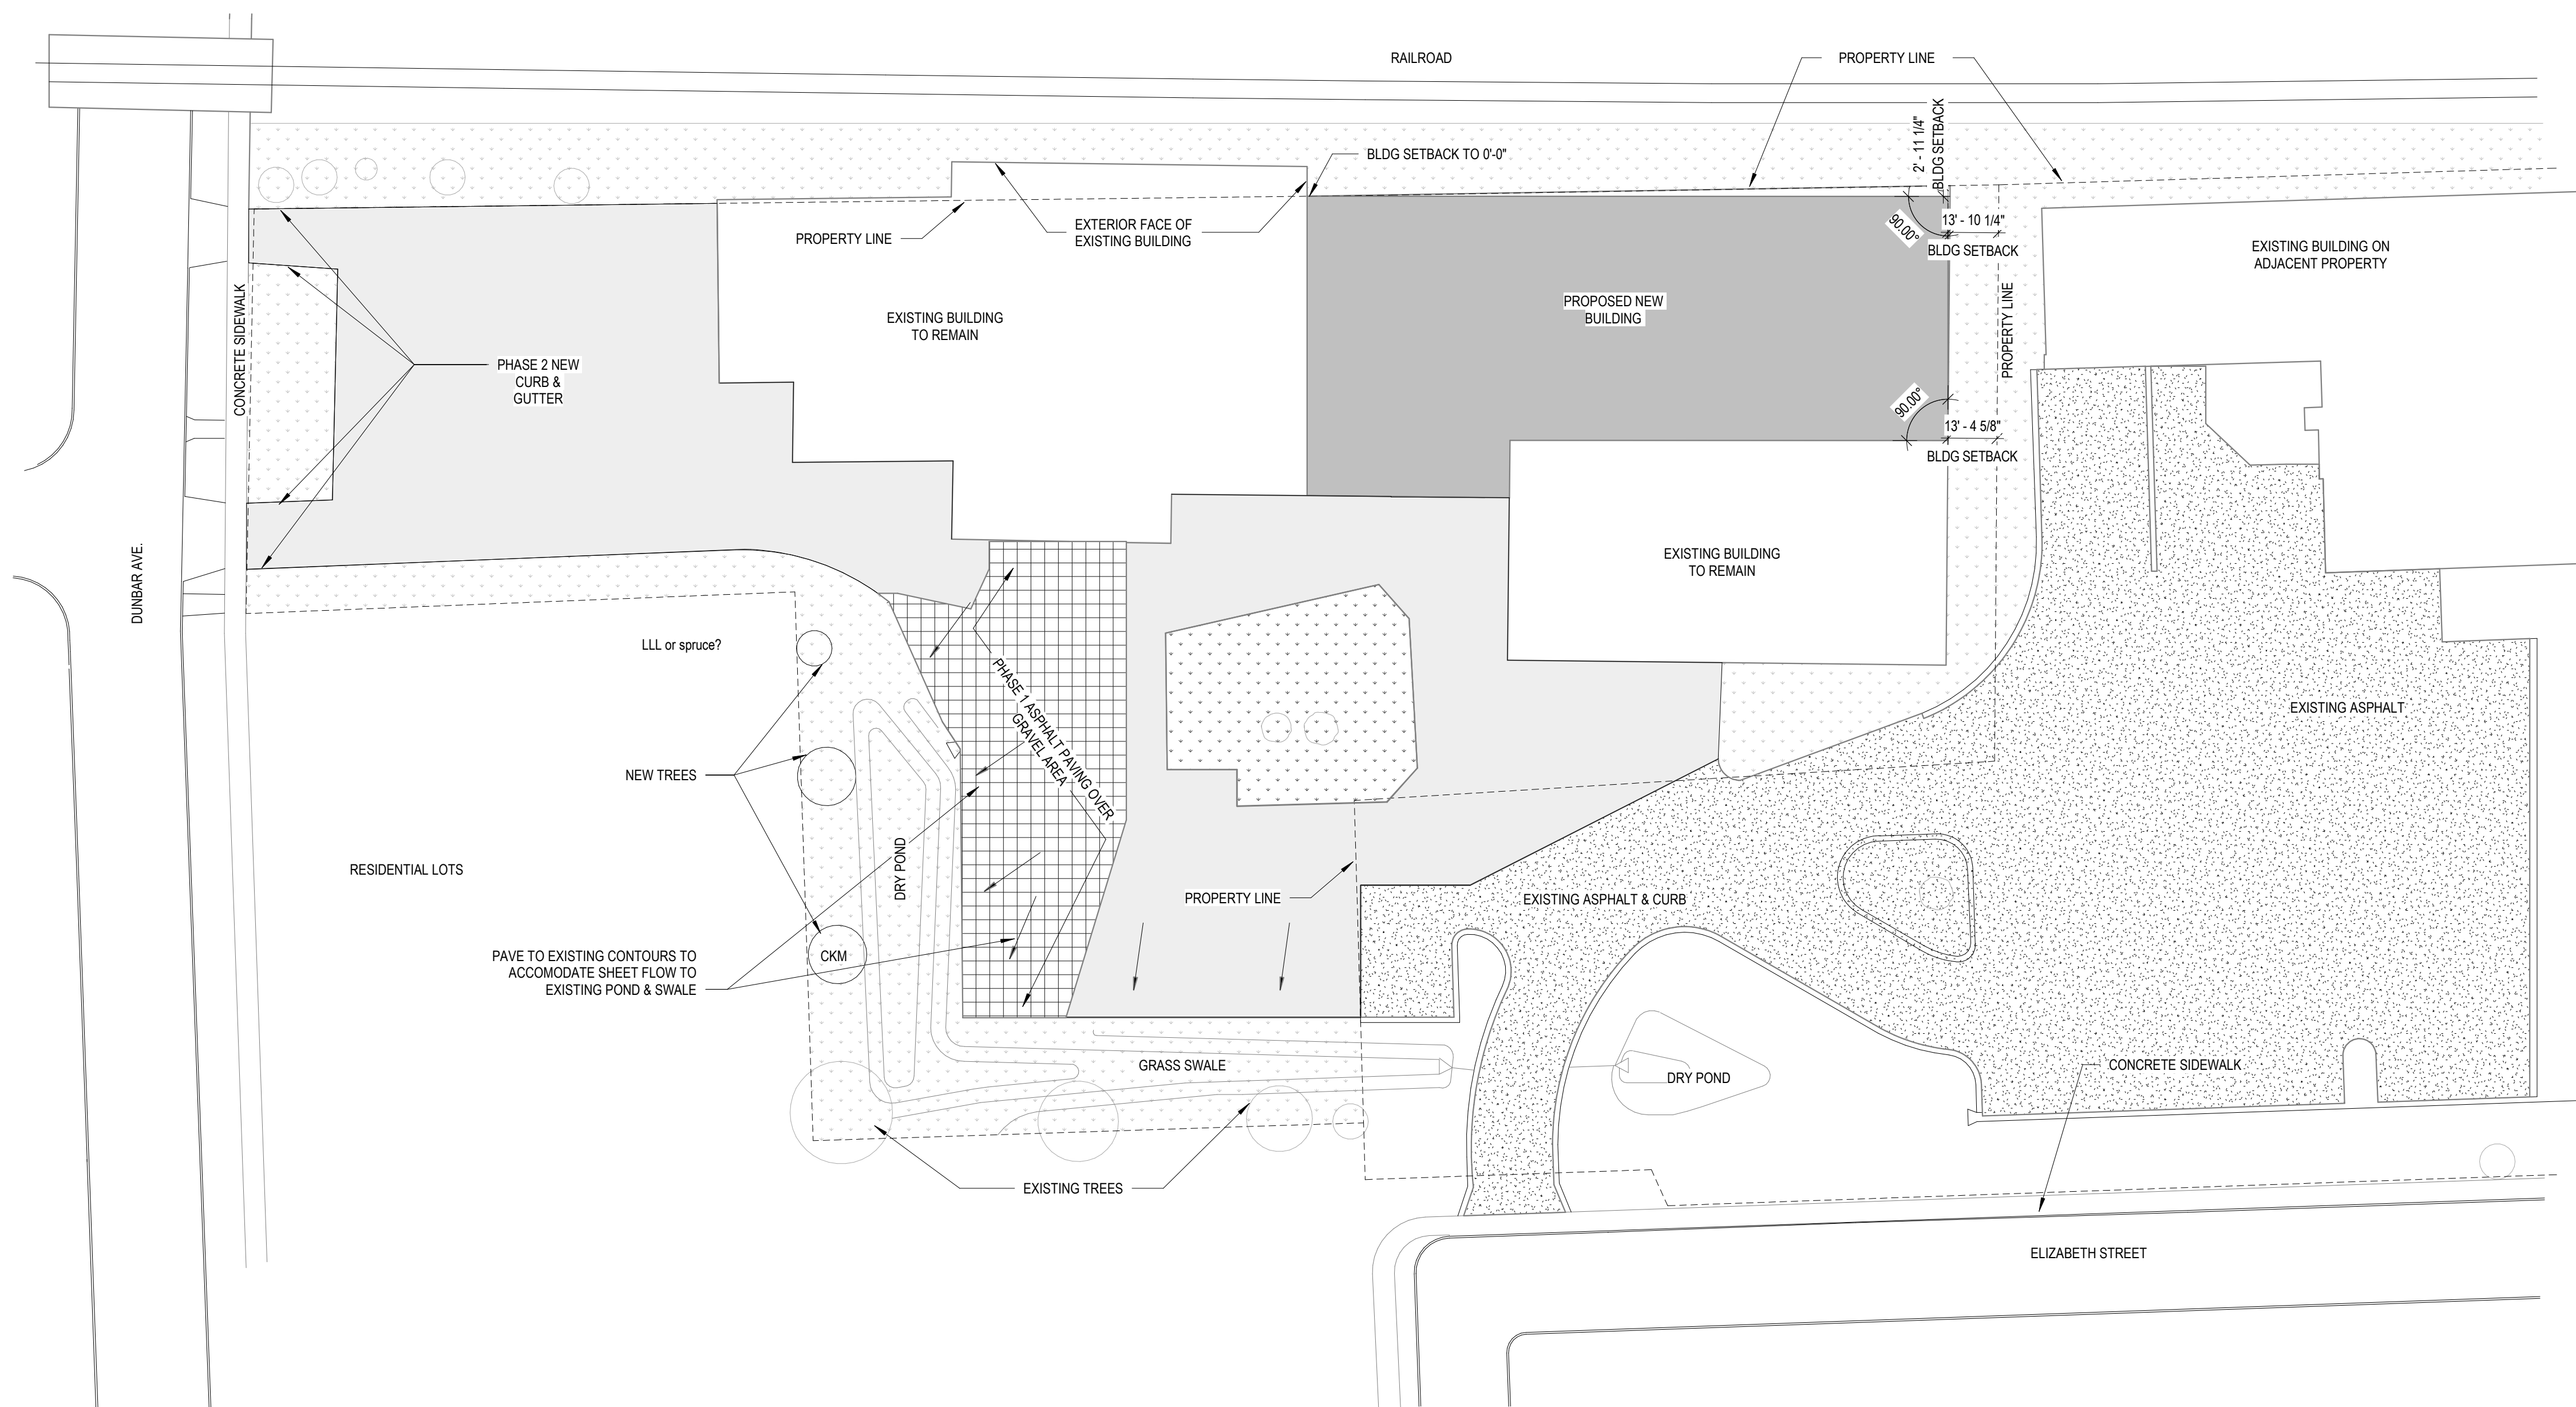 RAILROAD
PROPERTY LINE
2' - 11 1/4"
BLDG SETBACK
BLDG SETBACK TO 0'-0"
EXTERIOR FACE OF
EXISTING BUILDING
PROPERTY LINE
90.00°
13' - 10 1/4"
BLDG SETBACK
EXISTING BUILDING ON
ADJACENT PROPERTY
CONCRETE SIDEWALK
EXISTING BUILDING
TO REMAIN
PROPOSED NEW
BUILDING
PROPERTY LINE
PHASE 2 NEW
CURB &
GUTTER
90.00°
13' - 4 5/8"
BLDG SETBACK
DUNBAR AVE.
EXISTING BUILDING
TO REMAIN
LLL or spruce?
PHASE 1 ASPHALT PAVING OVER
GRAVEL AREA
EXISTING ASPHALT
NEW TREES
RESIDENTIAL LOTS
DRY POND
PROPERTY LINE
EXISTING ASPHALT & CURB
PAVE TO EXISTING CONTOURS TO
ACCOMODATE SHEET FLOW TO
EXISTING POND & SWALE
CKM
GRASS SWALE
DRY POND
CONCRETE SIDEWALK
EXISTING TREES
ELIZABETH STREET